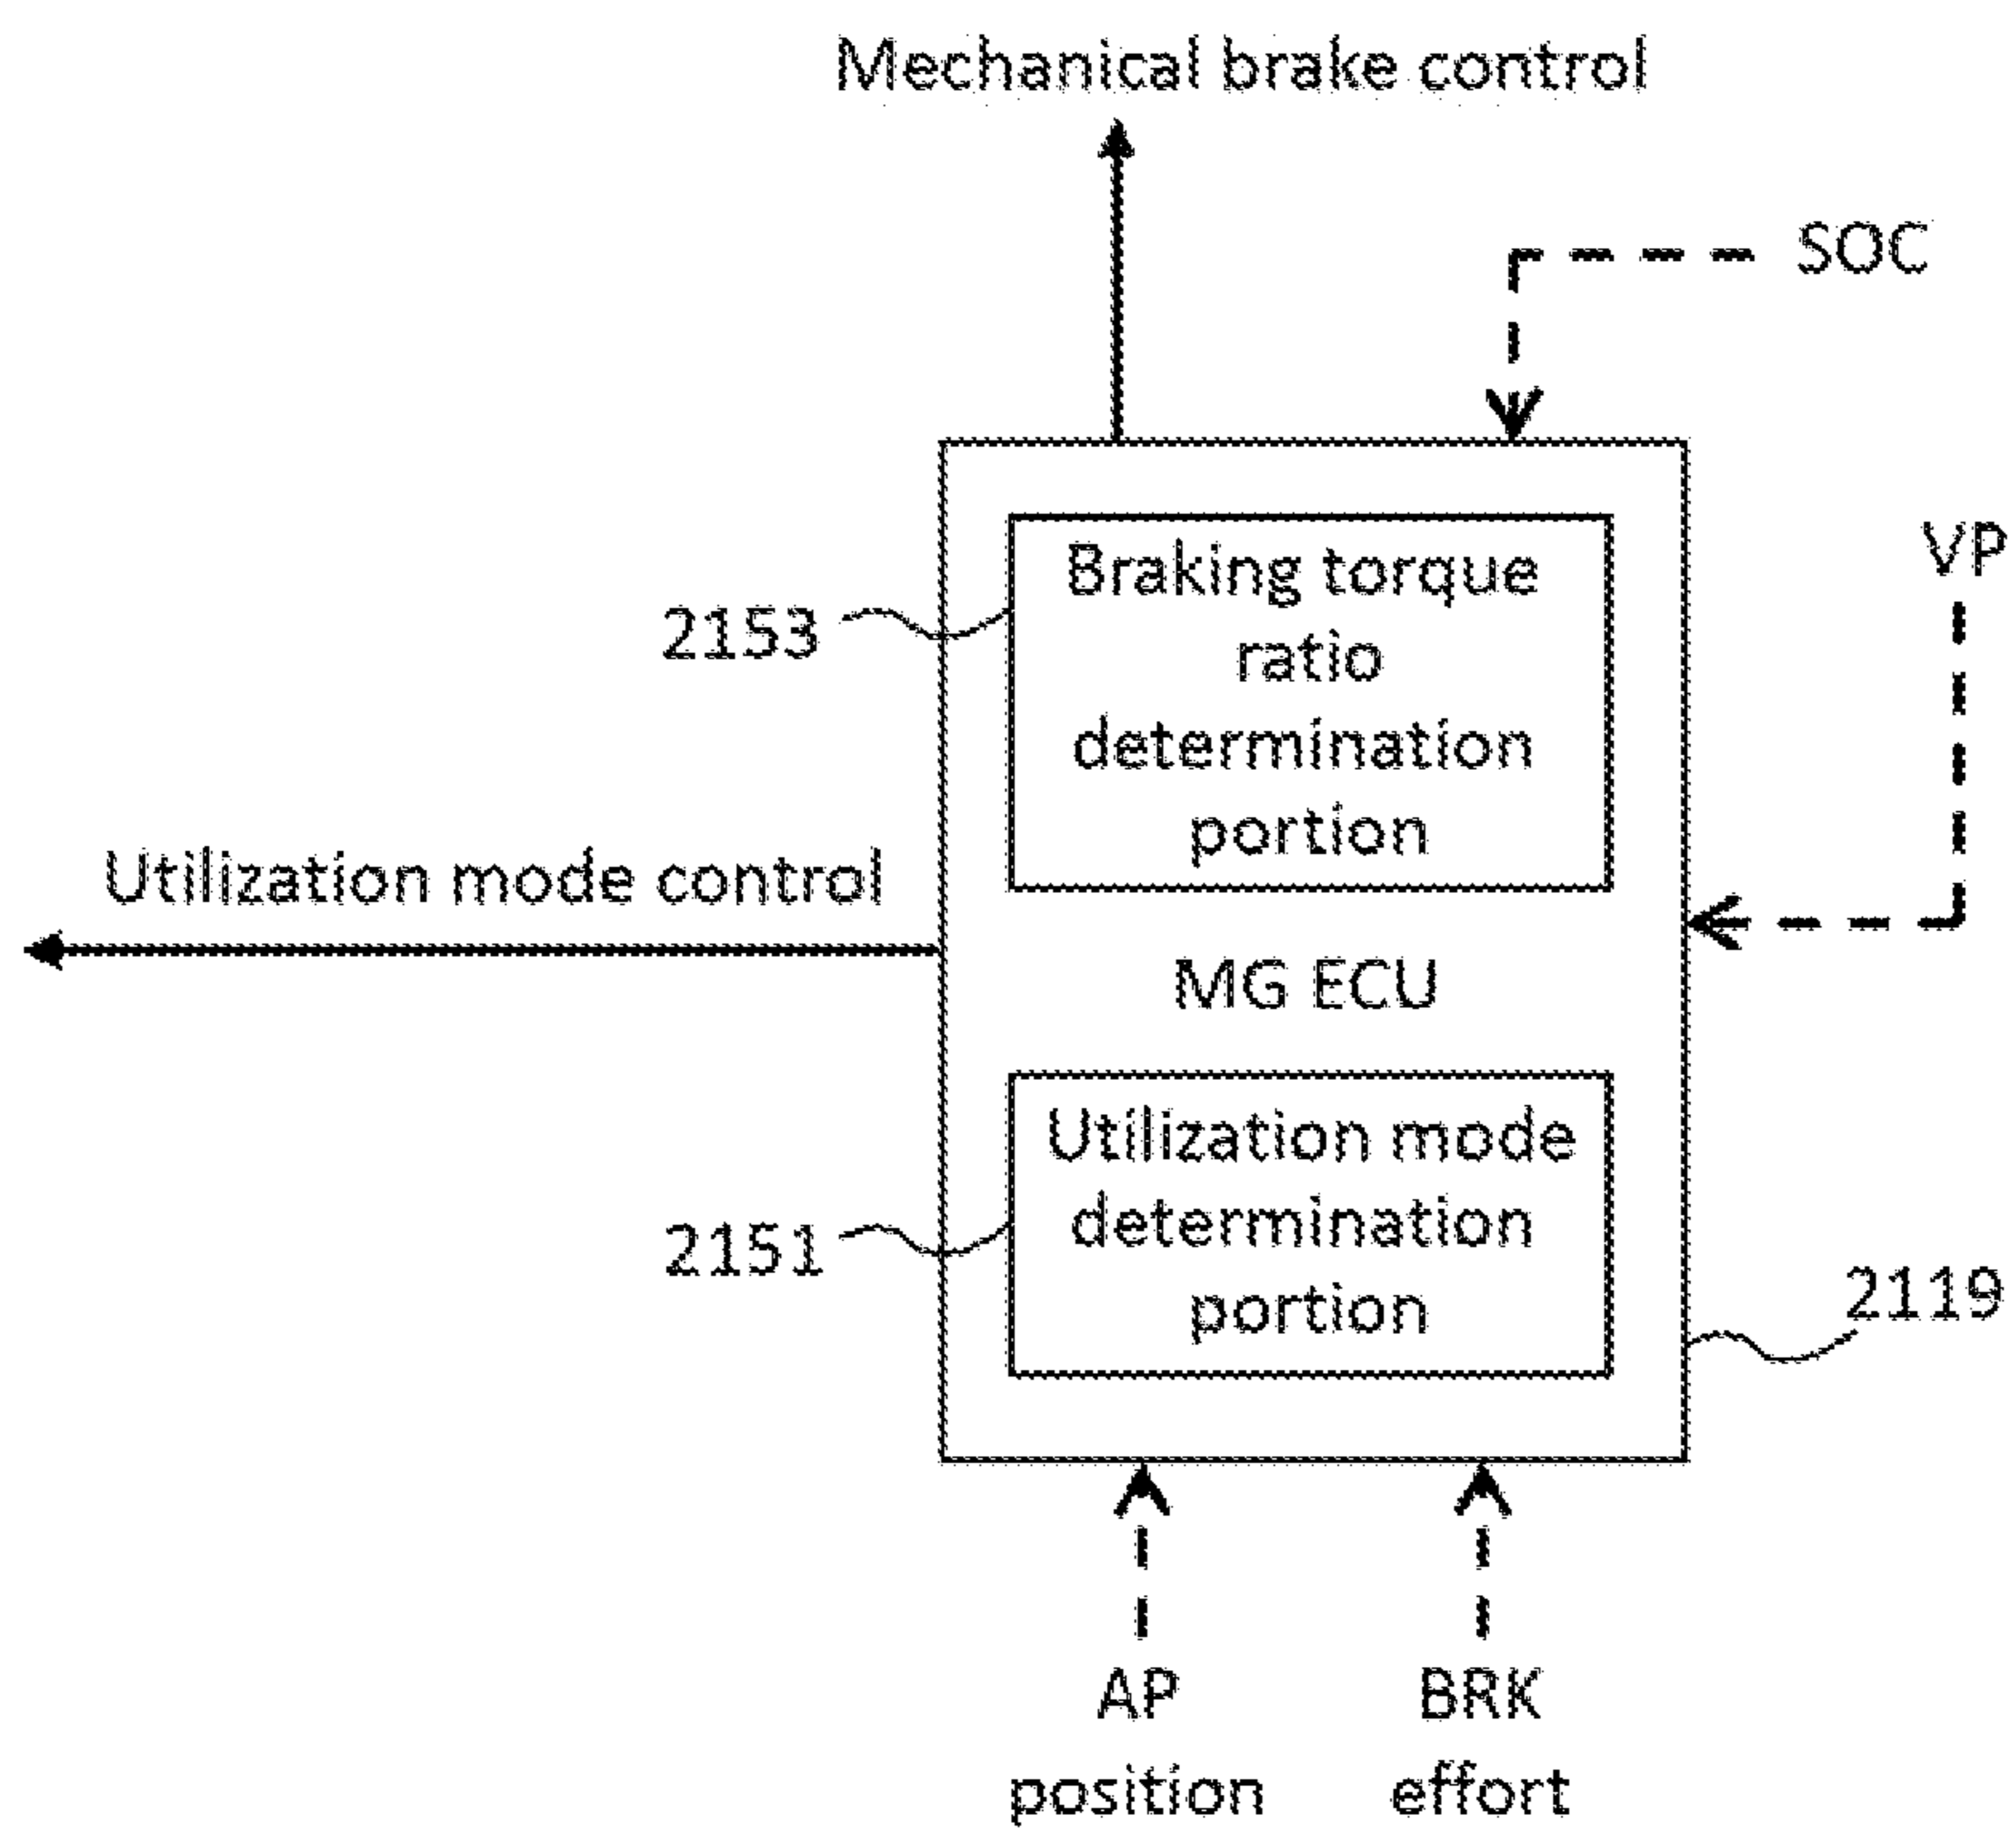 Mechanical brake control
SOC
VP
Braking torque
ratio
determination
portion
2153
Utilization mode control
MG ECU
Utilization mode
determination
portion
2151
2119
AP
position
BRK
effort